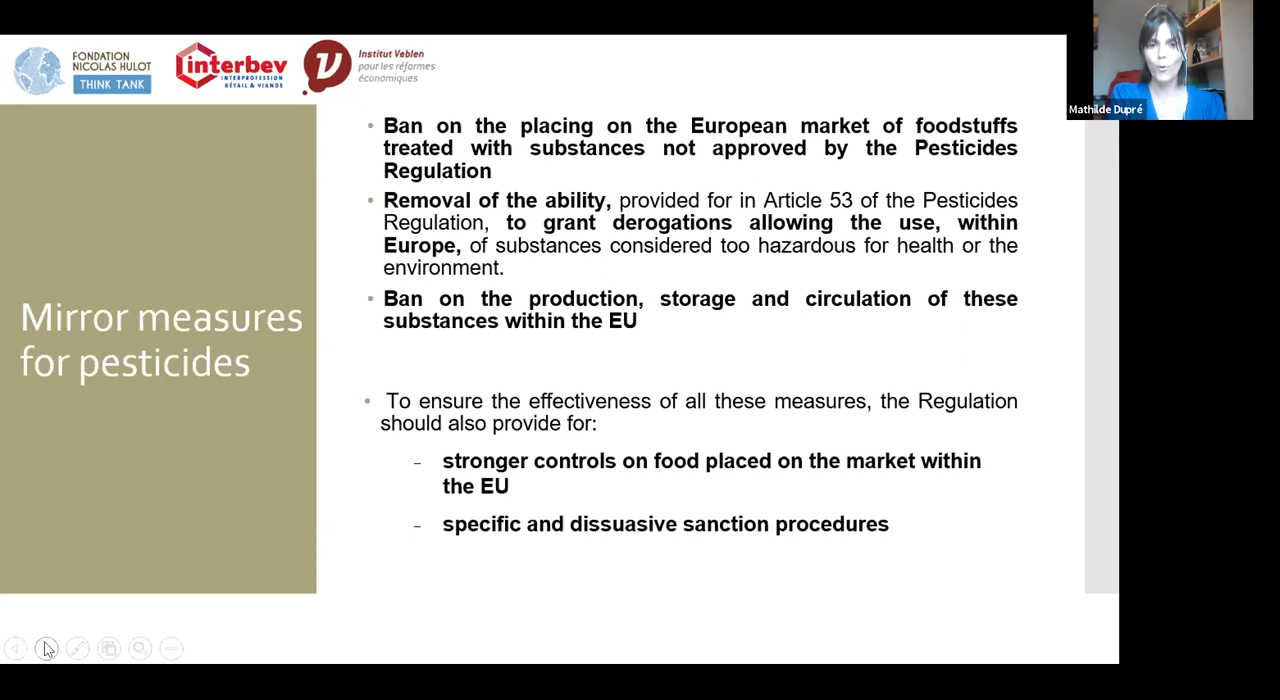 FONDATION
NICOLAS HULOT
THINK TANK
interbev
INTERPROFESSION
BÉTAIL & VIANDE
Institut Veblen
pour les réformes
économiques
Mathilde Dupré
Mirror measures
for pesticides
• Ban on the placing on the European market of foodstuffs
treated with substances not approved by the Pesticides
Regulation
• Removal of the ability, provided for in Article 53 of the Pesticides
Regulation, to grant derogations allowing the use, within
Europe, of substances considered too hazardous for health or the
environment.
• Ban on the production, storage and circulation of these
substances within the EU
• To ensure the effectiveness of all these measures, the Regulation
should also provide for:
– stronger controls on food placed on the market within
the EU
– specific and dissuasive sanction procedures